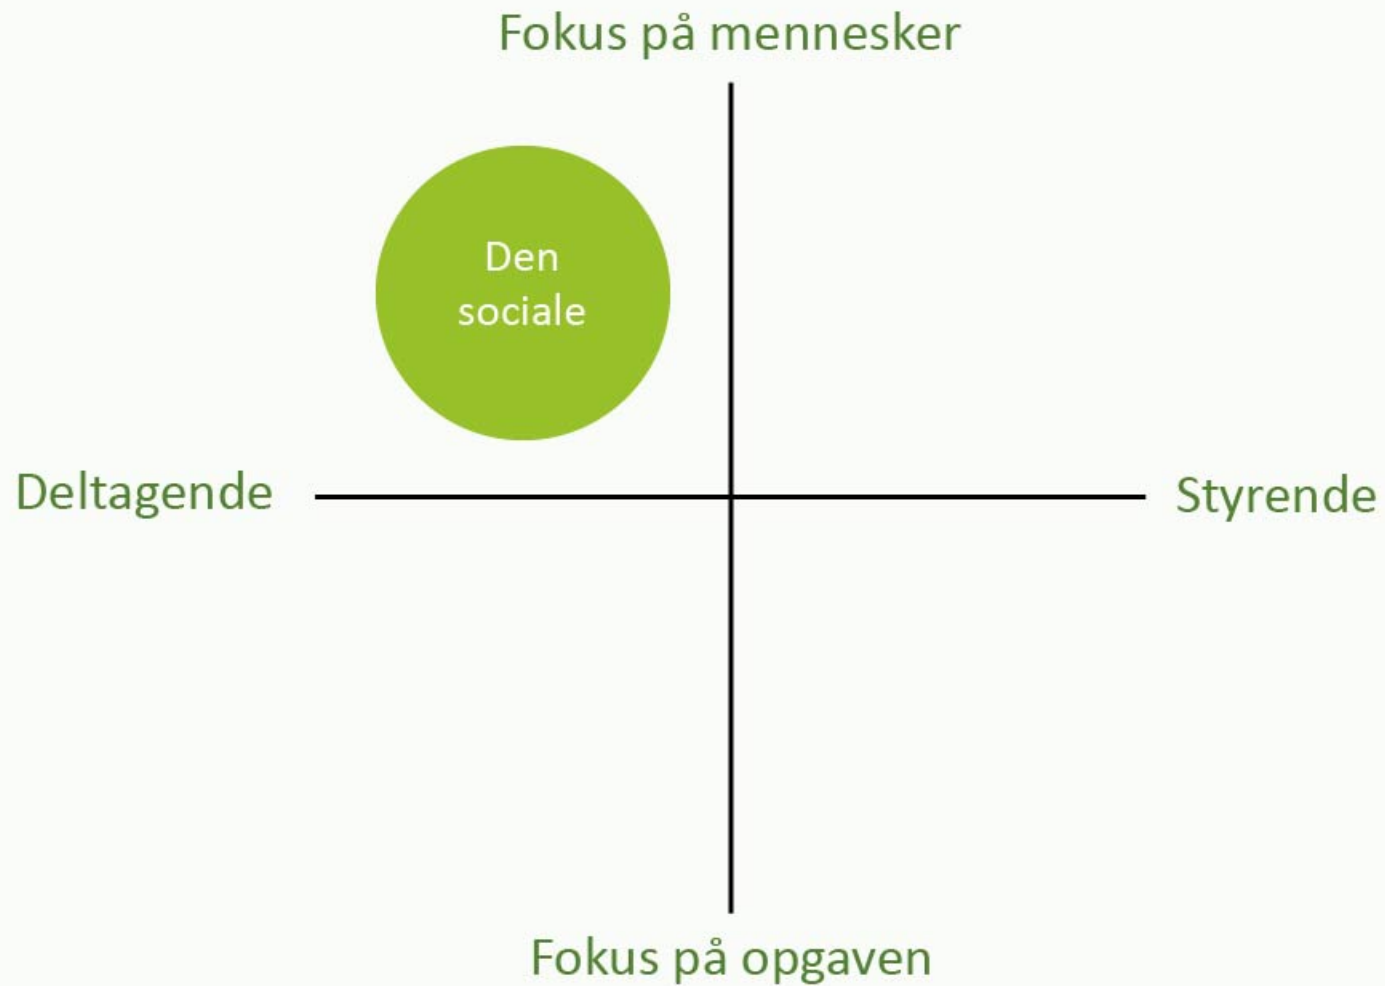 Fokus på mennesker
Den
sociale
Deltagende
Styrende
Fokus på opgaven